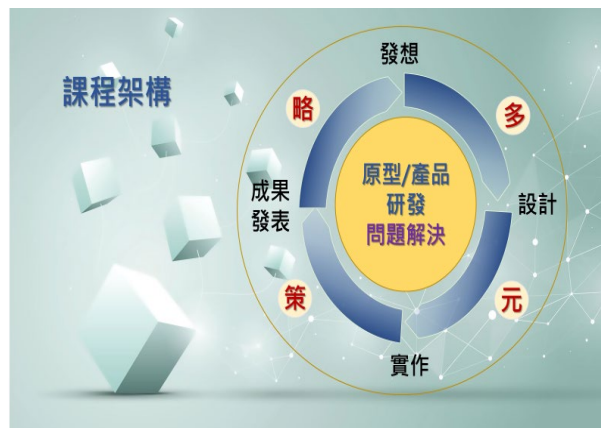 課程架構
發想
多
設計
元
實作
策
成果
發表
略
原型/產品
研發
問題解決